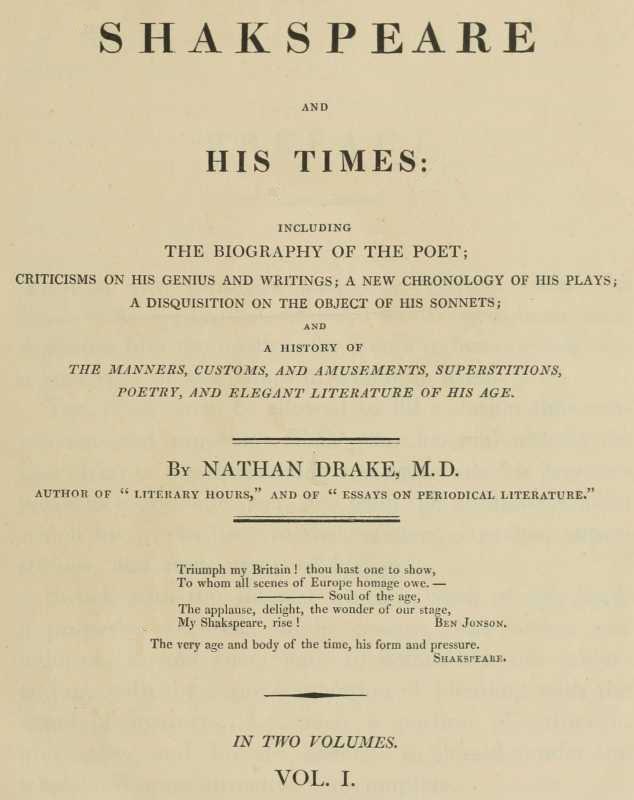 SHAKSPEARE
AND
HIS TIMES:
INCLUDING
THE BIOGRAPHY OF THE POET;
CRITICISMS ON HIS GENIUS AND WRITINGS; A NEW CHRONOLOGY OF HIS PLAYS;
A DISQUISITION ON THE OBJECT OF HIS SONNETS;
AND
A HISTORY OF
THE MANNERS, CUSTOMS, AND AMUSEMENTS, SUPERSTITIONS,
POETRY, AND ELEGANT LITERATURE OF HIS AGE.
By NATHAN DRAKE, M.D.
AUTHOR OF “ LITERARY HOURS,” AND OF “ ESSAYS ON PERIODICAL LITERATURE.”
Triumph my Britain ! thou hast one to show,
To whom all scenes of Europe homage owe. —
——— Soul of the age,
The applause, delight, the wonder of our stage,
My Shakspeare, rise ! BEN JONSON.
The very age and body of the time, his form and pressure.
SHAKSPEARE.
IN TWO VOLUMES.
VOL. I.